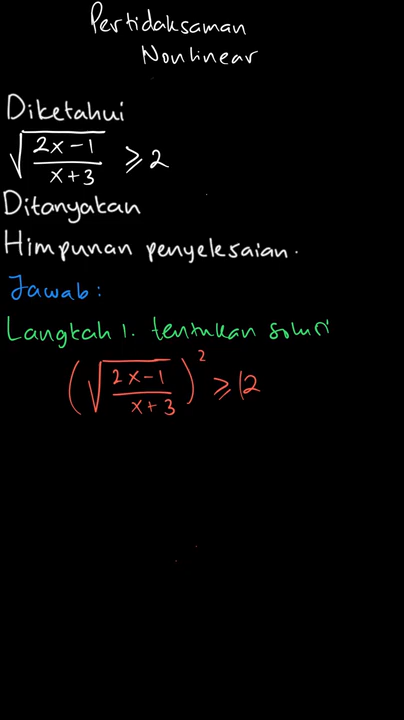 Pertidaksamaan
Nonlinear
Diketahui
√((2x-1)/(x+3)) ≥ 2
Ditanyakan
Himpunan penyelesaian.
Jawab:
Langkah 1. tentukan solusi
(√((2x-1)/(x+3)))² ≥ (2